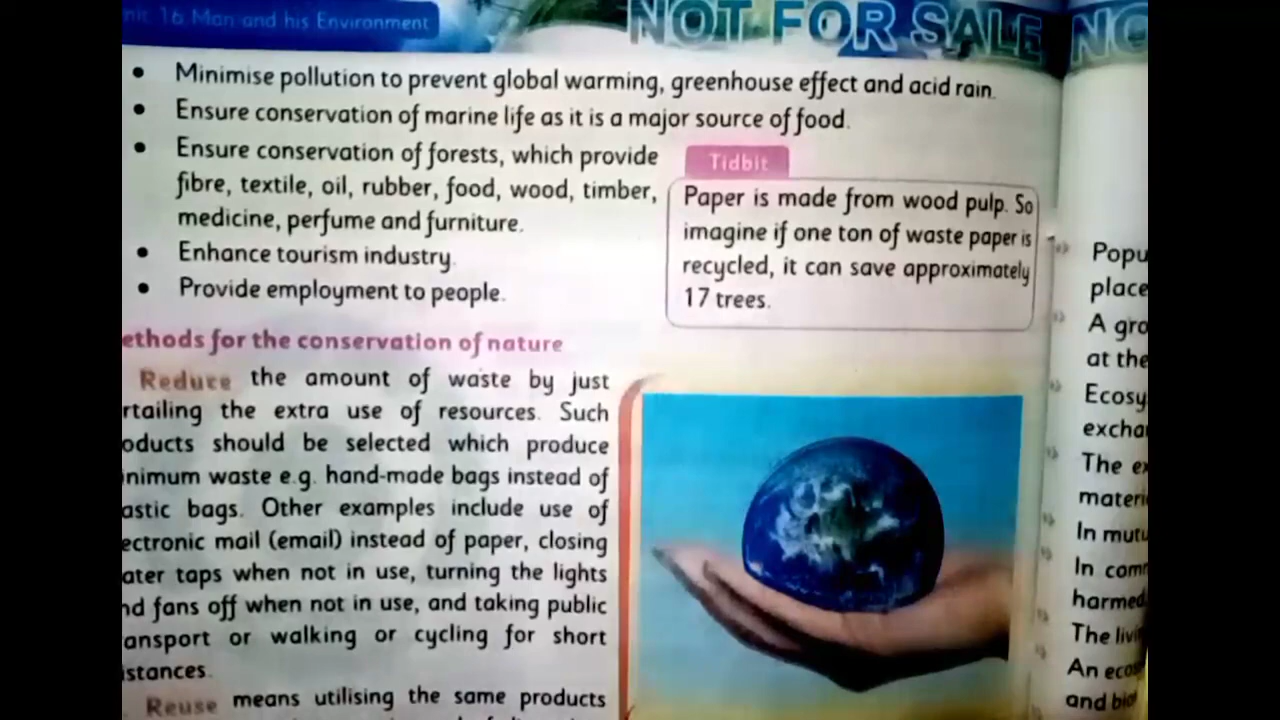 16 Man and his Environment
NOT FOR SALE
Minimise pollution to prevent global warming, greenhouse effect and acid rain.
Ensure conservation of marine life as it is a major source of food.
Ensure conservation of forests, which provide
fibre, textile, oil, rubber, food, wood, timber,
medicine, perfume and furniture.
Enhance tourism industry.
Provide employment to people.
Tidbit
Paper is made from wood pulp. So
imagine if one ton of waste paper is
recycled, it can save approximately
17 trees.
ethods for the conservation of nature
Reduce the amount of waste by just
rtailing the extra use of resources. Such
oducts should be selected which produce
nimum waste e.g. hand-made bags instead of
astic bags. Other examples include use of
ectronic mail (email) instead of paper, closing
ater taps when not in use, turning the lights
nd fans off when not in use, and taking public
ansport or walking or cycling for short
istances.
Reuse means utilising the same products
NO
Popu
place
A gro
at the
Ecosy
excha
The ex
materi
In mutu
In com
harmed
The livi
An ecos
and bio